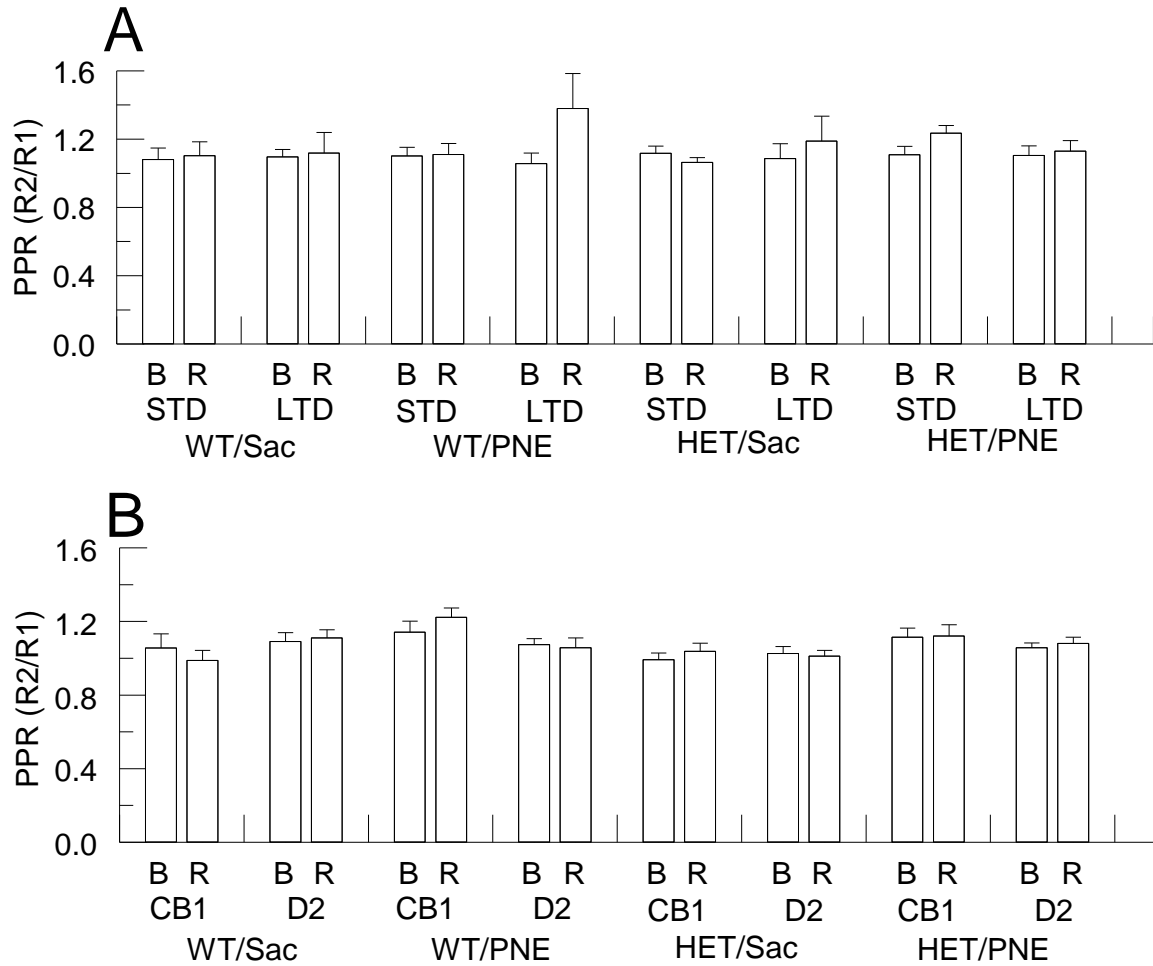 A
PPR (R2/R1)
1.6
1.2
0.8
0.4
0.0
B R B R B R B R B R B R B R B R
STD LTD STD LTD STD LTD STD LTD
WT/Sac WT/PNE HET/Sac HET/PNE
B
PPR (R2/R1)
1.6
1.2
0.8
0.4
0.0
B R B R B R B R B R B R B R B R
CB1 D2 CB1 D2 CB1 D2 CB1 D2
WT/Sac WT/PNE HET/Sac HET/PNE